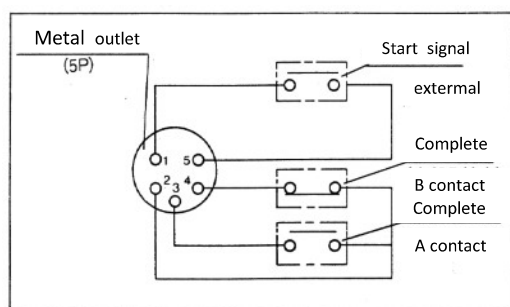 Metal outlet
(5P)
Start signal
extermal
1
5
2
3
4
Complete
B contact
Complete
A contact